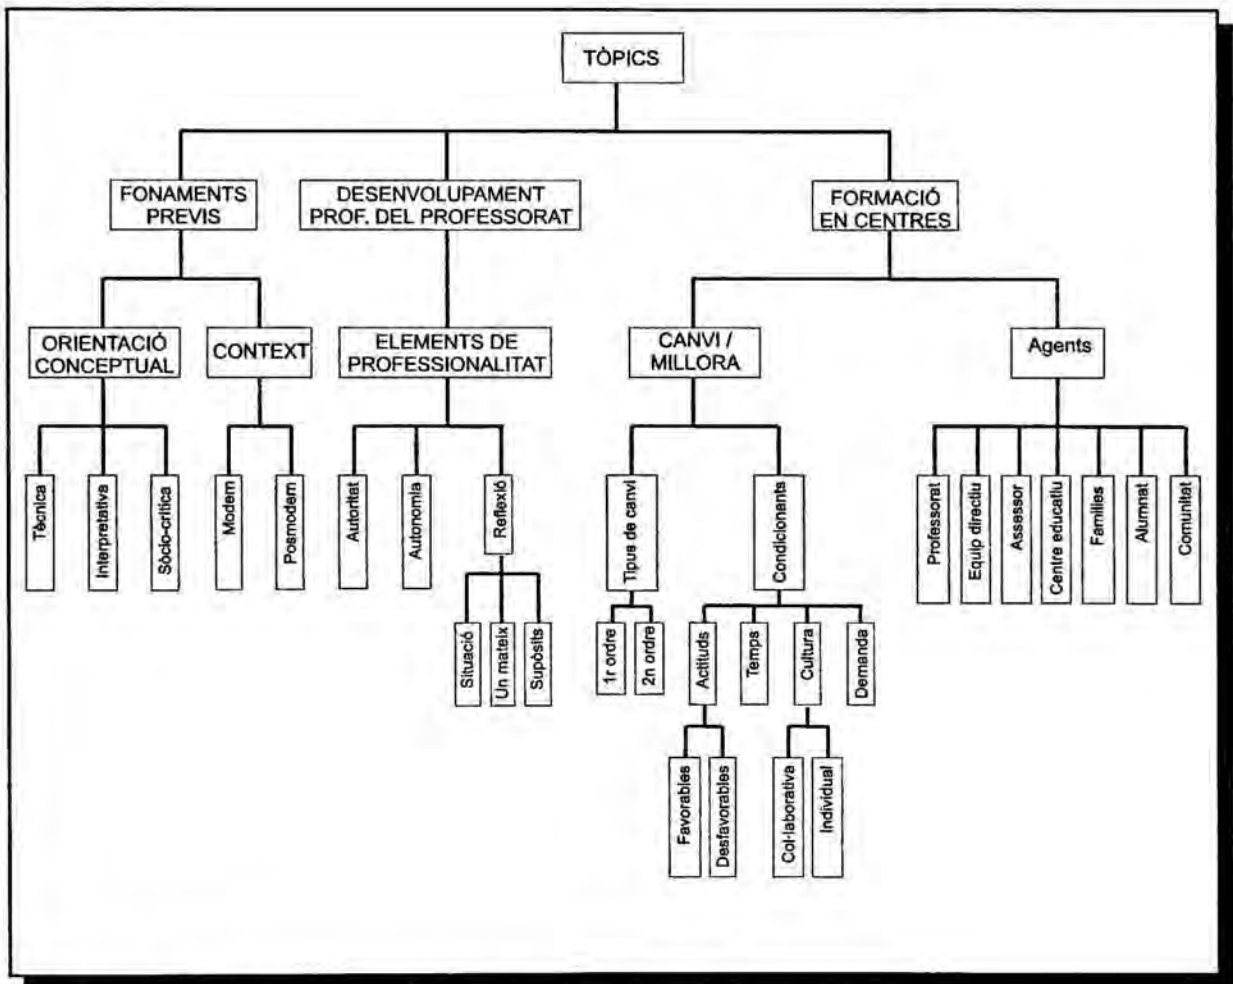 TÒPICS
FONAMENTS
PREVIS
DESENVOLUPAMENT
PROF. DEL PROFESSORAT
FORMACIÓ
EN CENTRES
ORIENTACIÓ
CONCEPTUAL
CONTEXT
ELEMENTS DE
PROFESSIONALITAT
CANVI /
MILLORA
Agents
Tècnica
Interpretativa
Sòcio-crítica
Modern
Posmodern
Autoritat
Autonomia
Reflexió
Tipus de canvi
Condicionants
Professorat
Equip directiu
Assessor
Centre educatiu
Famílies
Alumnat
Comunitat
Situació
Un mateix
Supòsits
1r ordre
2n ordre
Actituds
Temps
Cultura
Demanda
Favorables
Desfavorables
Col·laborativa
Individual